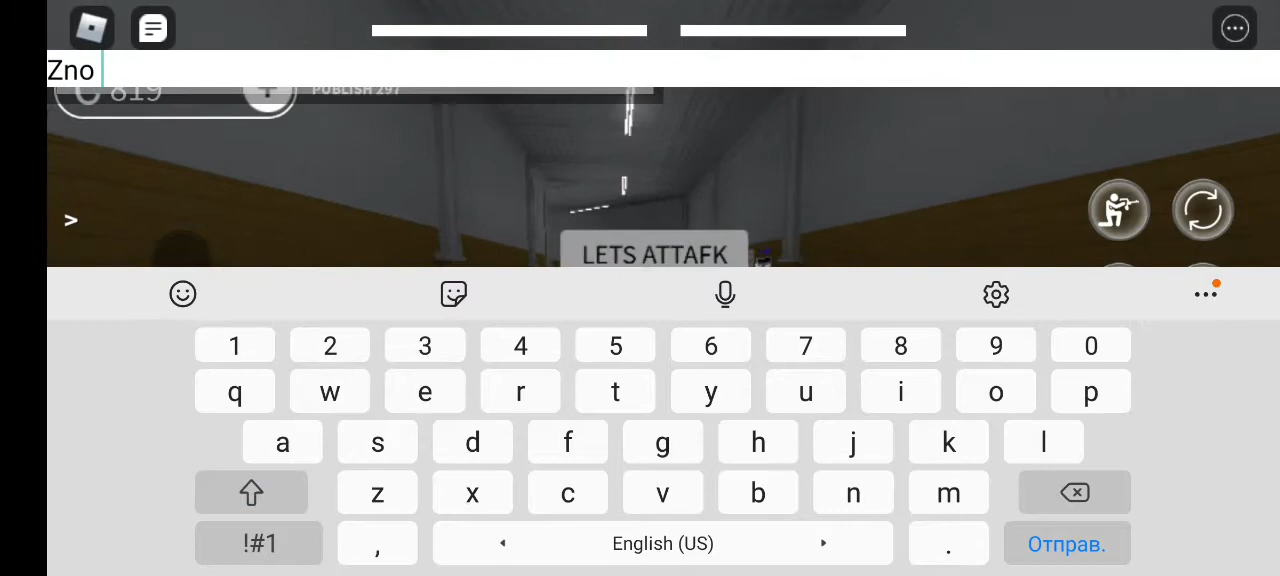 Zno
819
PUBLISH 297
>
LETS ATTAFK
1 2 3 4 5 6 7 8 9 0
q w e r t y u i o p
a s d f g h j k l
z x c v b n m
!#1 , English (US) . Отправ.